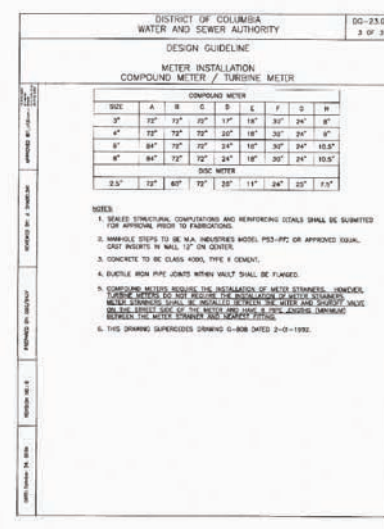 DISTRICT OF COLUMBIA
WATER AND SEWER AUTHORITY
DG-23.0
3 OF 3
DESIGN GUIDELINE
METER INSTALLATION
COMPOUND METER / TURBINE METER
COMPOUND METER
SIZE A B C D E F G H
3" 72" 72" 72" 17" 18" 30" 24" 8"
4" 72" 72" 72" 20" 18" 30" 24" 9"
6" 84" 72" 72" 24" 30" 24" 10.5"
8" 84" 72" 72" 24" 18" 30" 24" 10.5"
DISC METER
2.5" 72" 60" 72" 20" 11" 24" 25" 7.5"
NOTES:
1. SEALED STRUCTURAL COMPUTATIONS AND REINFORCING DETAILS SHALL BE SUBMITTED
FOR APPROVAL PRIOR TO FABRICATIONS.
2. MANHOLE STEPS TO BE M.A. INDUSTRIES MODEL OR APPROVED EQUAL.
CAST INSERTS IN WALL 12" ON CENTER.
3. CONCRETE TO BE CLASS 4000, TYPE II CEMENT.
4. DUCTILE IRON PIPE JOINTS WITHIN VAULT SHALL BE FLANGED.
5. COMPOUND METERS REQUIRE THE INSTALLATION OF METER STRAINERS. HOWEVER,
TURBINE METERS DO NOT REQUIRE THE INSTALLATION OF METER STRAINERS.
METER STRAINERS SHALL BE INSTALLED BETWEEN THE METER AND SHUTOFF VALVE
ON THE STREET SIDE OF THE METER AND HAVE 8 PIPE LENGTHS (MINIMUM)
BETWEEN THE METER STRAINER AND NEAREST FITTING.
6. THIS DRAWING SUPERCEDES DRAWING G-80B DATED 2-01-1992.